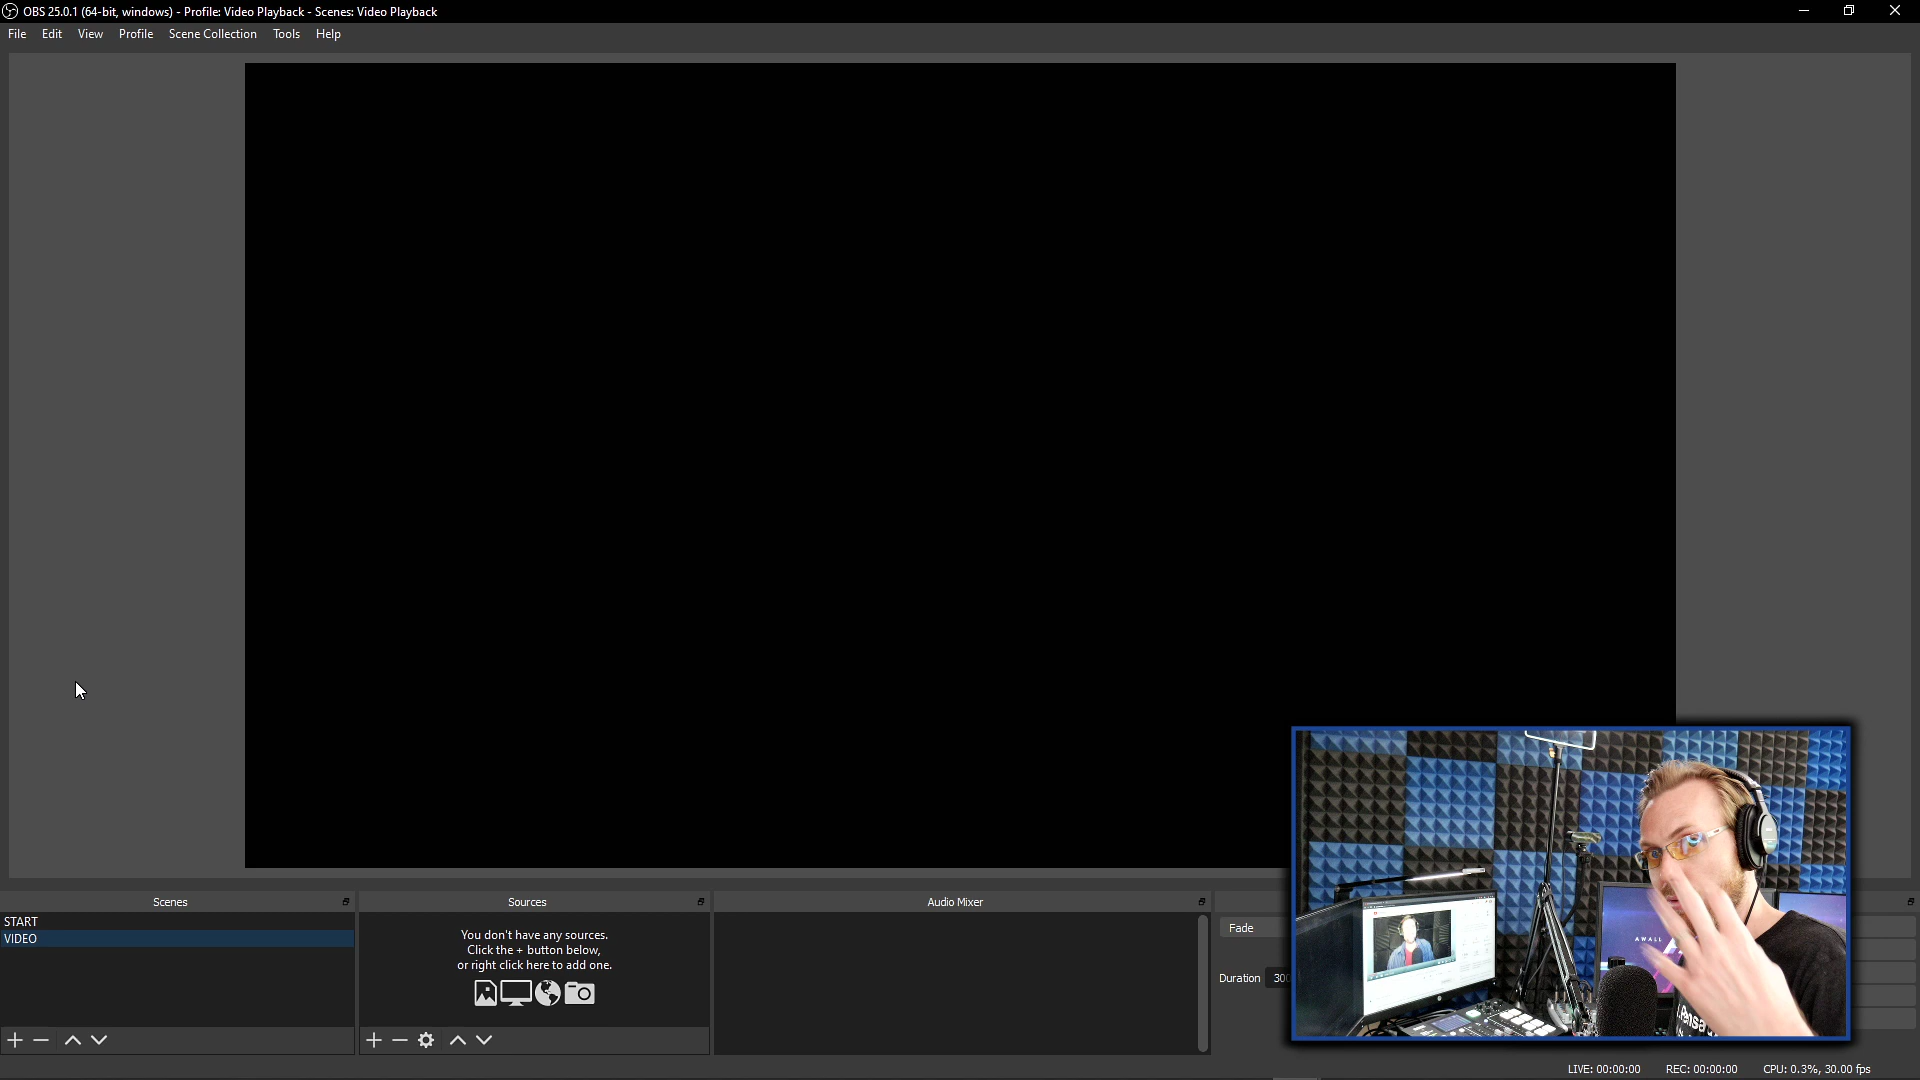 OBS 25.0.1 (64-bit, windows) - Profile: Video Playback - Scenes: Video Playback
File Edit View Profile Scene Collection Tools Help
Scenes
Sources
Audio Mixer
START
VIDEO
You don't have any sources.
Click the + button below,
or right click here to add one.
Fade
Duration 300
AWALL
LIVE: 00:00:00 REC: 00:00:00 CPU: 0.3%, 30.00 fps